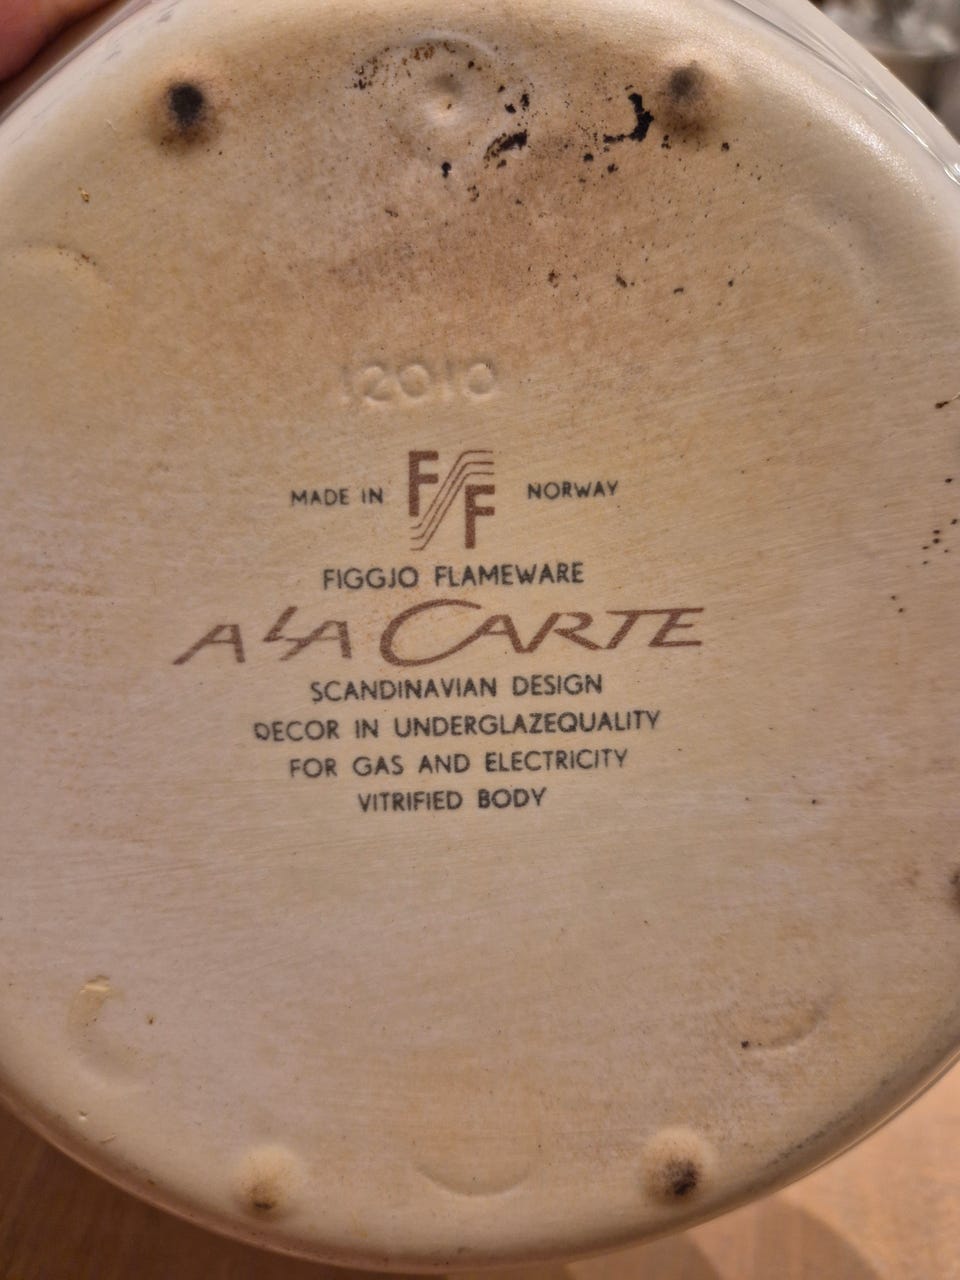 12010
FF
MADE IN NORWAY
FIGGJO FLAMEWARE
A LA CARTE
SCANDINAVIAN DESIGN
DECOR IN UNDERGLAZEQUALITY
FOR GAS AND ELECTRICITY
VITRIFIED BODY